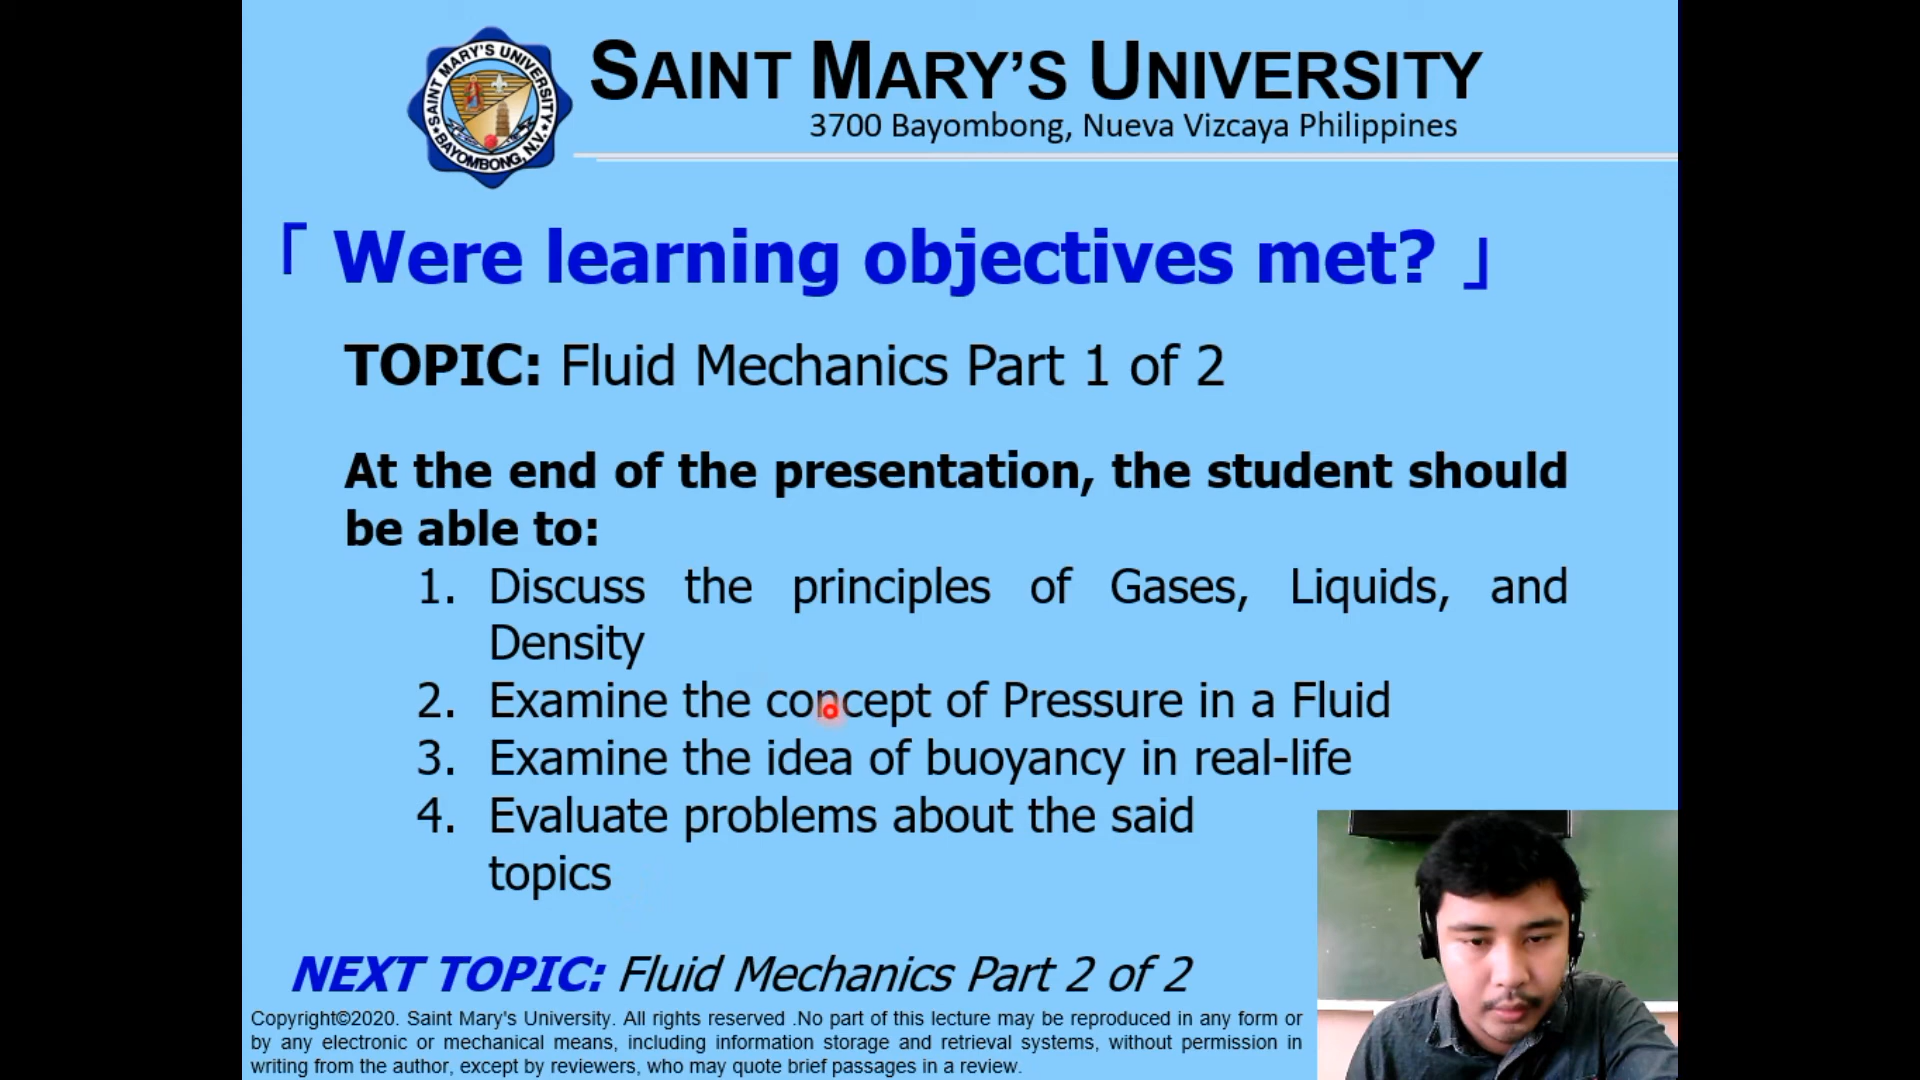 SAINT MARY'S UNIVERSITY
SAINT MARY'S UNIVERSITY
BAYOMBONG, N.V.
3700 Bayombong, Nueva Vizcaya Philippines
「 Were learning objectives met? 」
TOPIC: Fluid Mechanics Part 1 of 2
At the end of the presentation, the student should
be able to:
1. Discuss the principles of Gases, Liquids, and
Density
2. Examine the concept of Pressure in a Fluid
3. Examine the idea of buoyancy in real-life
4. Evaluate problems about the said
topics
NEXT TOPIC: Fluid Mechanics Part 2 of 2
Copyright©2020. Saint Mary's University. All rights reserved .No part of this lecture may be reproduced in any form or
by any electronic or mechanical means, including information storage and retrieval systems, without permission in
writing from the author, except by reviewers, who may quote brief passages in a review.